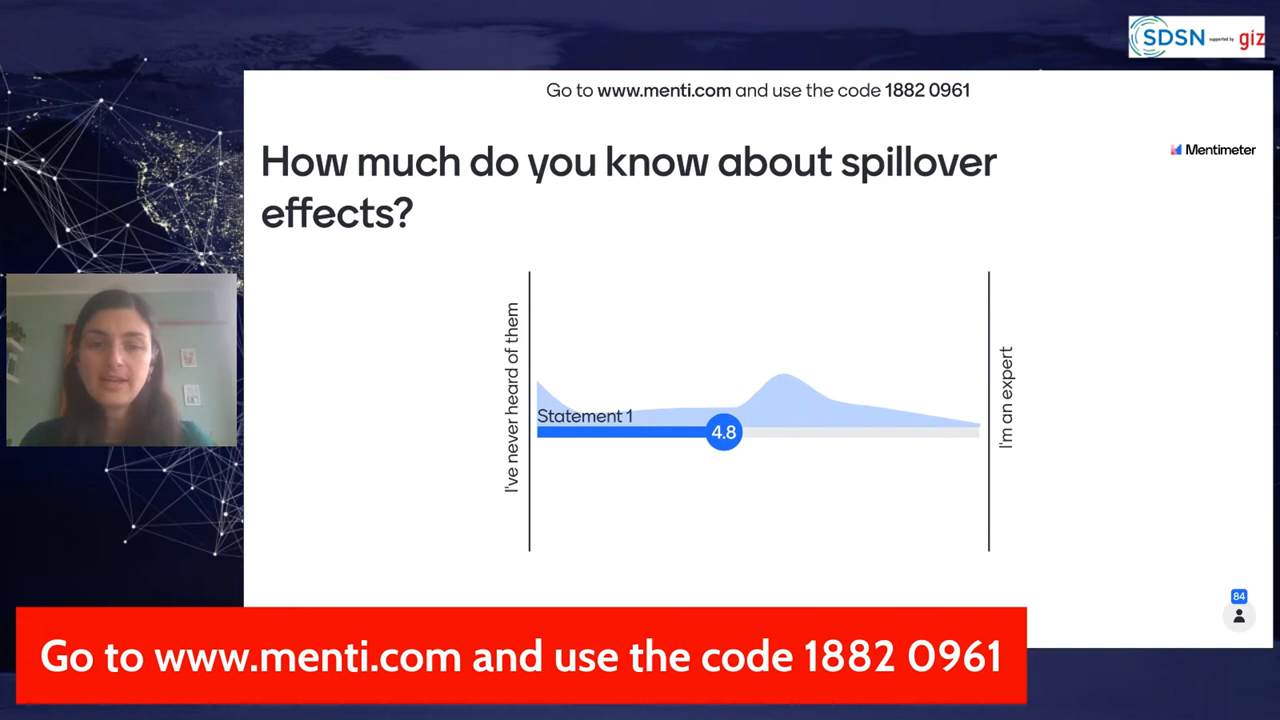 SDSN supported by giz
Go to www.menti.com and use the code 1882 0961
Mentimeter
How much do you know about spillover
effects?
I've never heard of them
Statement 1
4.8
I'm an expert
84
Go to www.menti.com and use the code 1882 0961